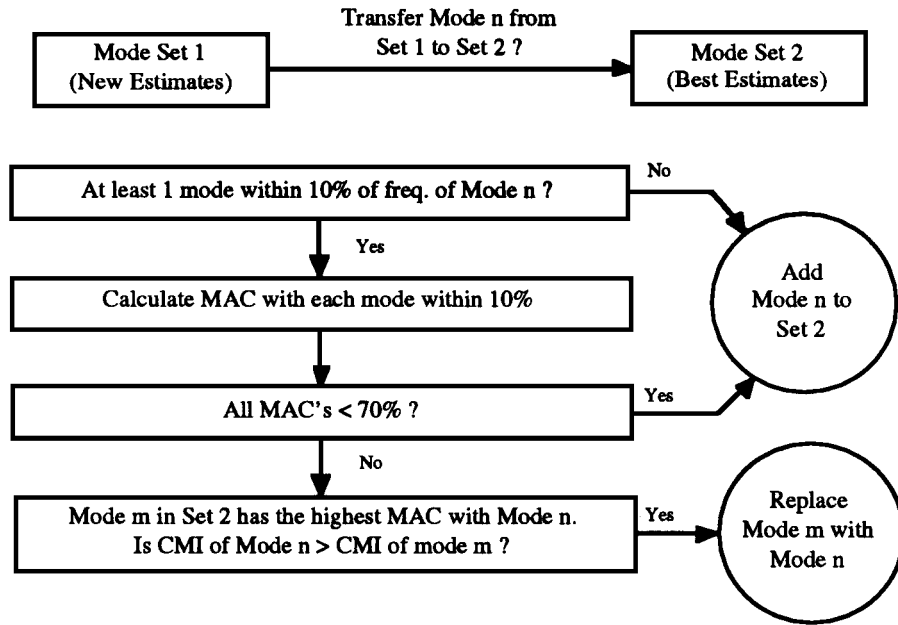 Transfer Mode n from
Set 1 to Set 2 ?
Mode Set 1
(New Estimates)
Mode Set 2
(Best Estimates)
At least 1 mode within 10% of freq. of Mode n ?
No
Yes
Calculate MAC with each mode within 10%
Add
Mode n to
Set 2
All MAC's < 70% ?
Yes
No
Mode m in Set 2 has the highest MAC with Mode n.
Is CMI of Mode n > CMI of mode m ?
Yes
Replace
Mode m with
Mode n